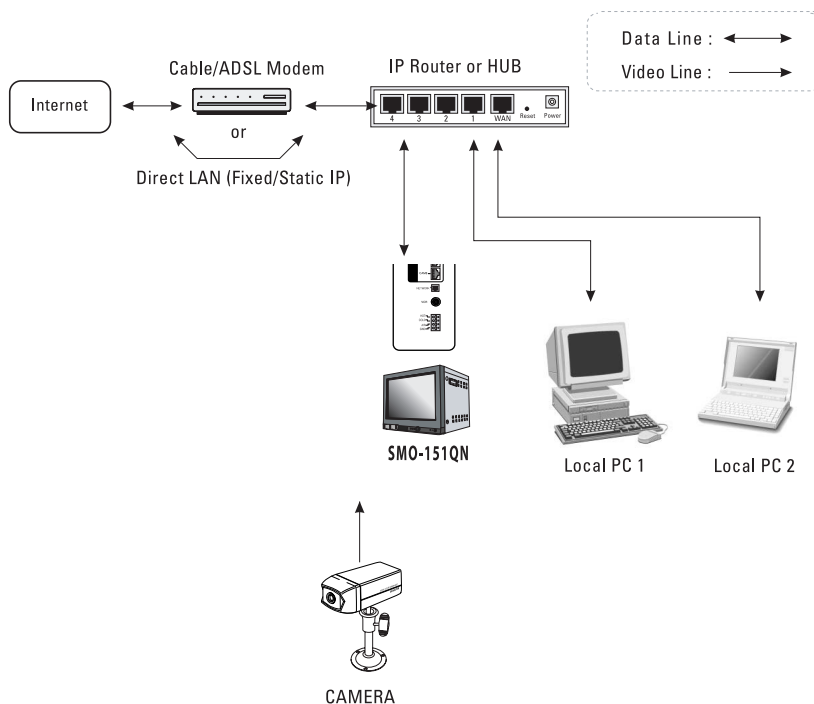 Data Line :
Video Line :
Cable/ADSL Modem
IP Router or HUB
Internet
4 3 2 1 WAN Reset Power
or
Direct LAN (Fixed/Static IP)
SMO-151QN
Local PC 1
Local PC 2
CAMERA